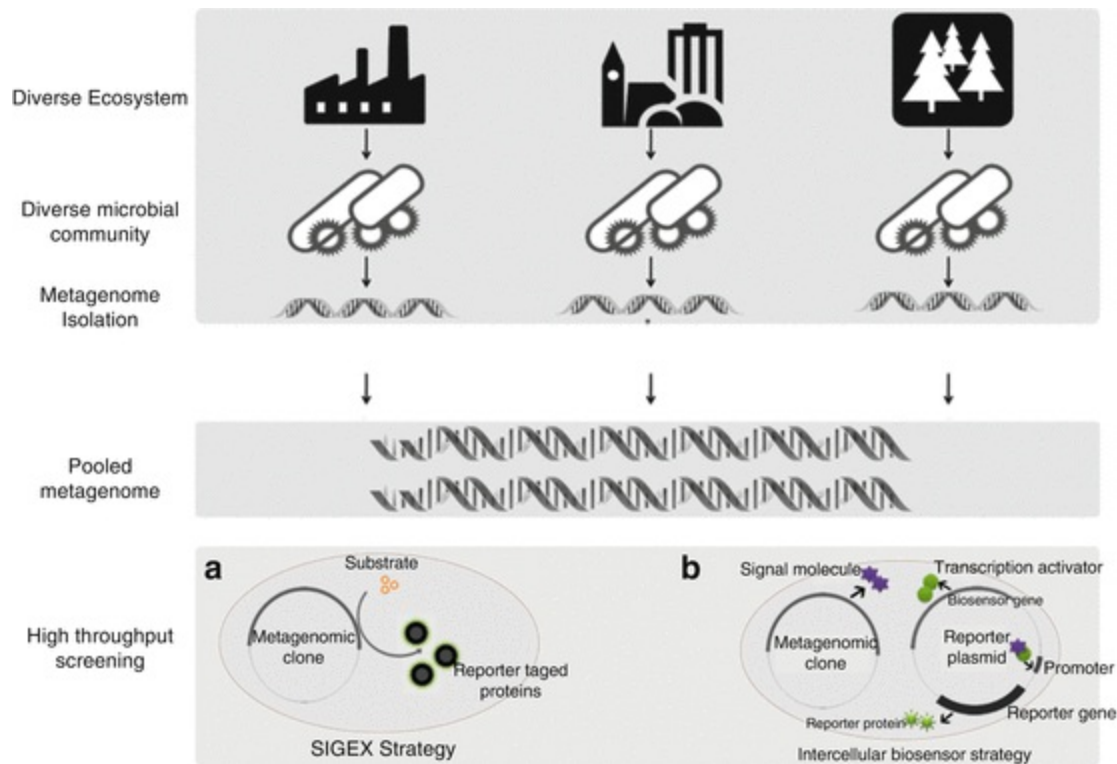 Diverse Ecosystem
Diverse microbial
community
Metagenome
Isolation
Pooled
metagenome
High throughput
screening
a
Substrate
Metagenomic
clone
Reporter taged
proteins
SIGEX Strategy
b
Signal molecule
Transcription activator
Biosensor gene
Metagenomic
clone
Reporter
plasmid
Promoter
Reporter gene
Reporter protein
Intercellular biosensor strategy